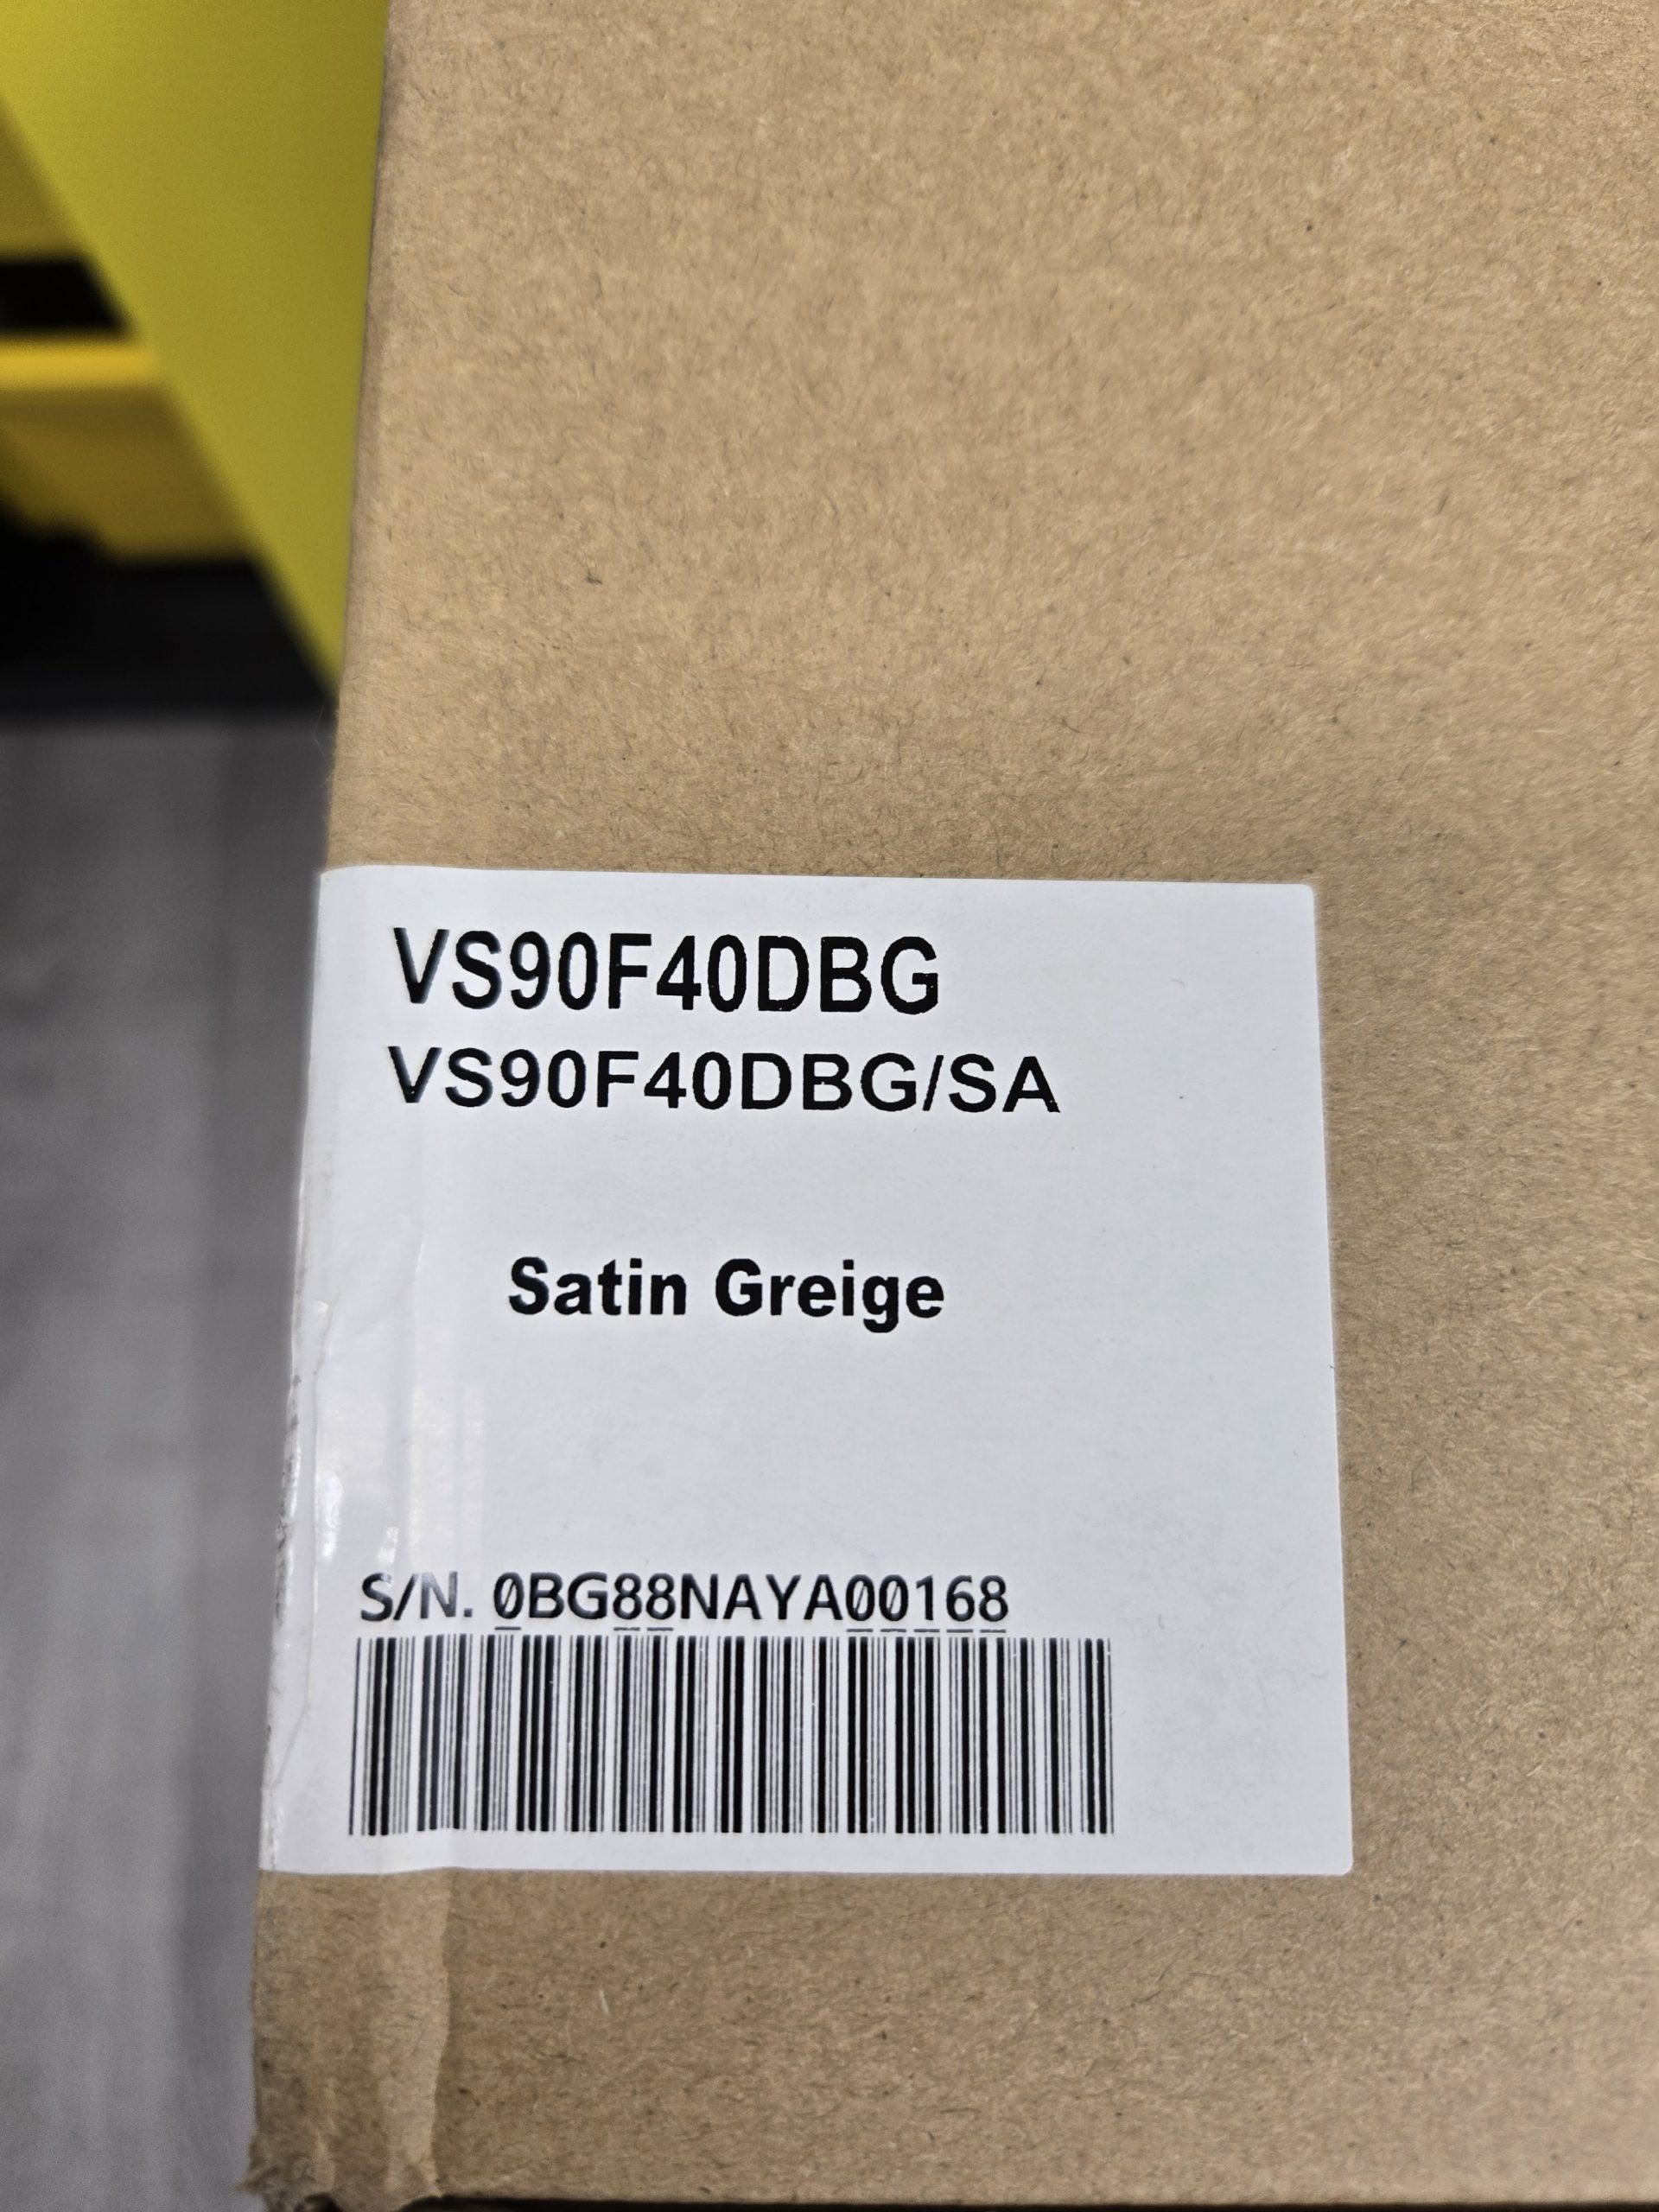 VS90F40DBG
VS90F40DBG/SA
Satin Greige
S/N. 0BG88NAYA00168